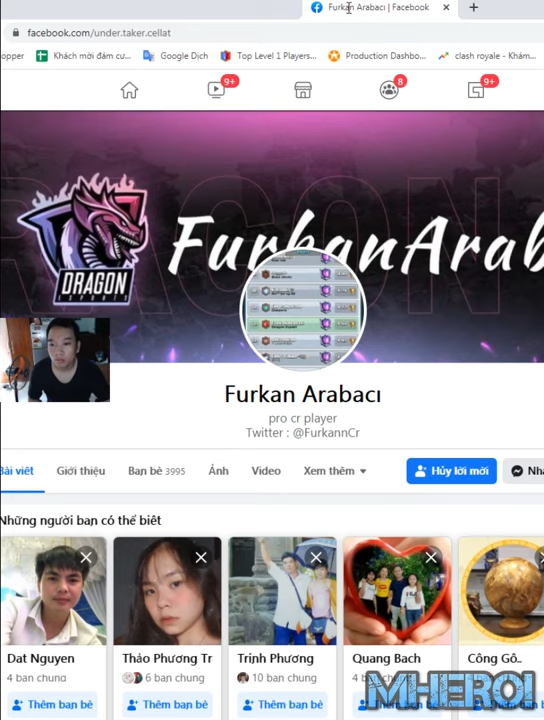 Furkan Arabacı | Facebook
facebook.com/under.taker.cellat
opper
Khách mời đám cư...
Google Dịch
Top Level 1 Players...
Production Dashbo...
clash royale - Khám...
9+
8
9+
DRAGON
ESPORTS
FurkanArab
Furkan Arabacı
pro cr player
Twitter : @FurkannCr
Bài viết
Giới thiệu
Bạn bè 3995
Ảnh
Video
Xem thêm
Hủy lời mời
Nhắ
Những người bạn có thể biết
Dat Nguyen
Thảo Phương Tr
Trịnh Phương
Quang Bach
Công Gô..
4 bạn chung
6 bạn chung
10 bạn chung
Thêm bạn bè
Thêm bạn bè
Thêm bạn bè
MHEROI